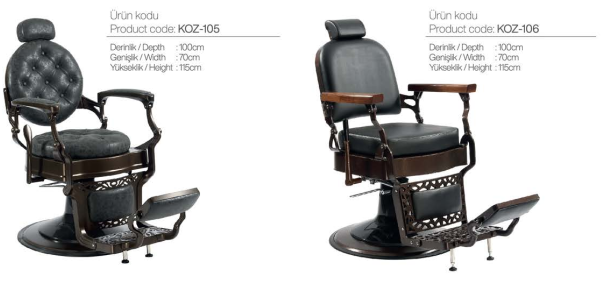 Ürün kodu
Product code: KOZ-105
Derinlik / Depth : 100cm
Genişlik / Width : 70cm
Yükseklik / Height : 115cm
Ürün kodu
Product code: KOZ-106
Derinlik / Depth : 100cm
Genişlik / Width : 70cm
Yükseklik / Height : 115cm